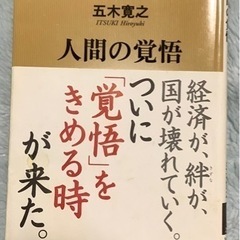 五木寛之
ITSUKI Hiroyuki
人間の覚悟
経済が、絆が、
国が壊れていく。
ついに
「覚悟」を
きめる時
が来た。